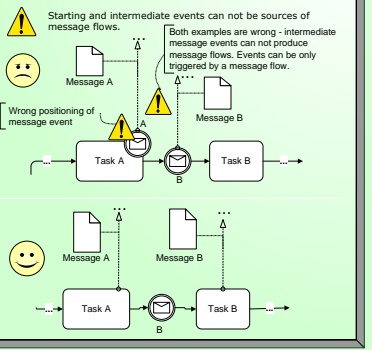 Starting and intermediate events can not be sources of
message flows.
Both examples are wrong - intermediate
message events can not produce
message flows. Events can be only
triggered by a message flow.
...
Message A
Message B
Wrong positioning of
message event
A
...
Task A
Task B
...
B
...
...
Message A
Message B
...
Task A
Task B
...
B